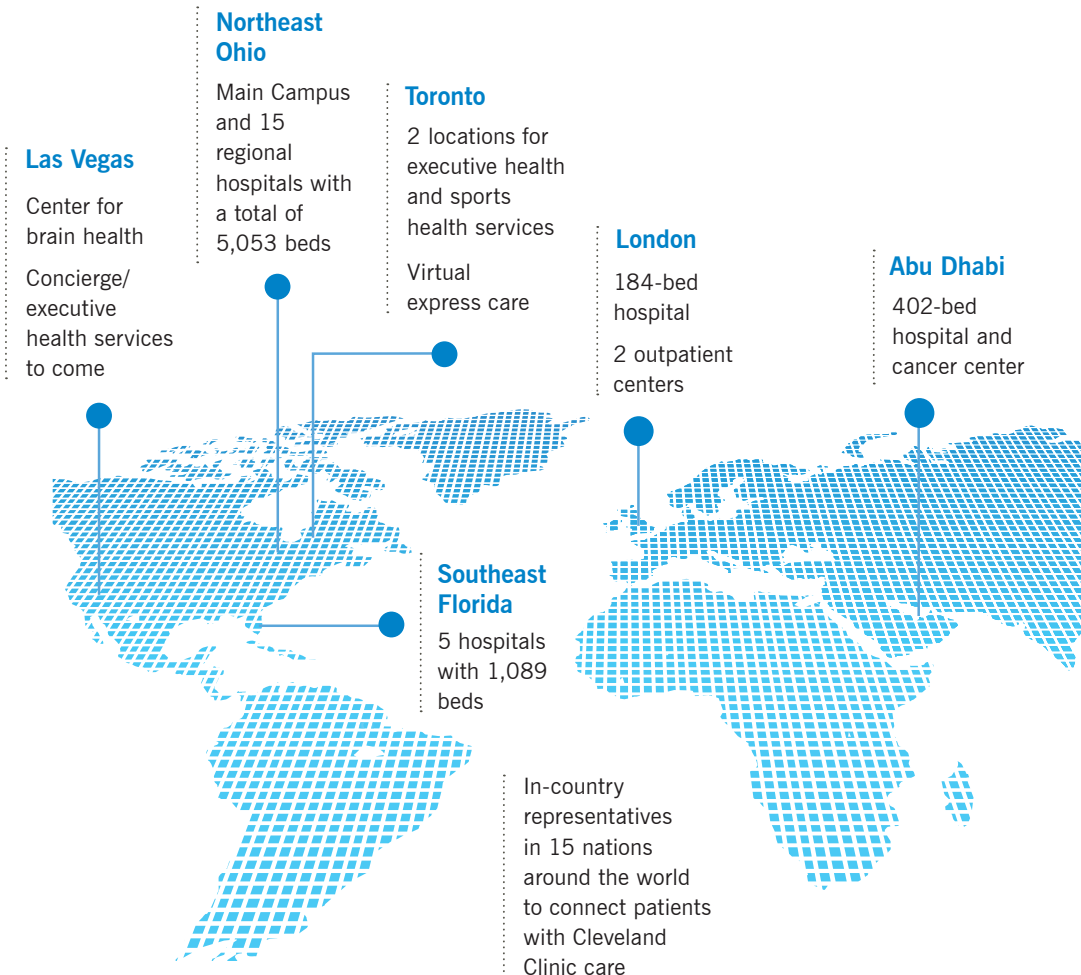 Northeast
Ohio
Main Campus
and 15
regional
hospitals with
a total of
5,053 beds
Toronto
2 locations for
executive health
and sports
health services
Virtual
express care
Las Vegas
Center for
brain health
Concierge/
executive
health services
to come
London
184-bed
hospital
2 outpatient
centers
Abu Dhabi
402-bed
hospital and
cancer center
Southeast
Florida
5 hospitals
with 1,089
beds
In-country
representatives
in 15 nations
around the world
to connect patients
with Cleveland
Clinic care